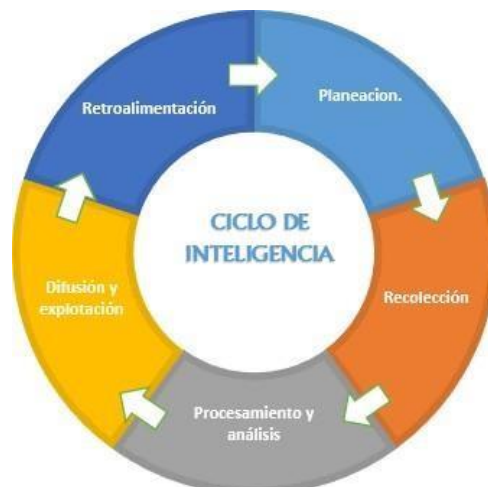 Retroalimentación
Planeacion.
CICLO DE
INTELIGENCIA
Recolección
Difusión y
explotación
Procesamiento y
análisis